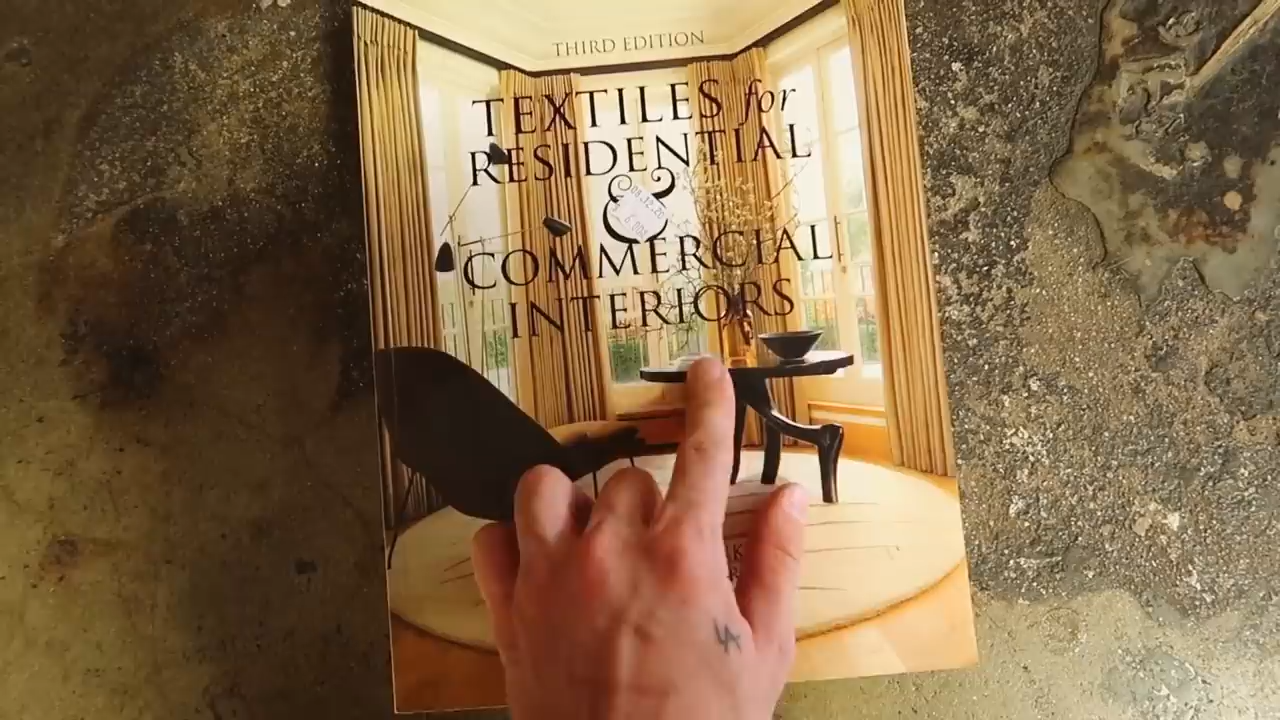 THIRD EDITION
TEXTILES for
RESIDENTIAL
&
COMMERCIAL
INTERIORS